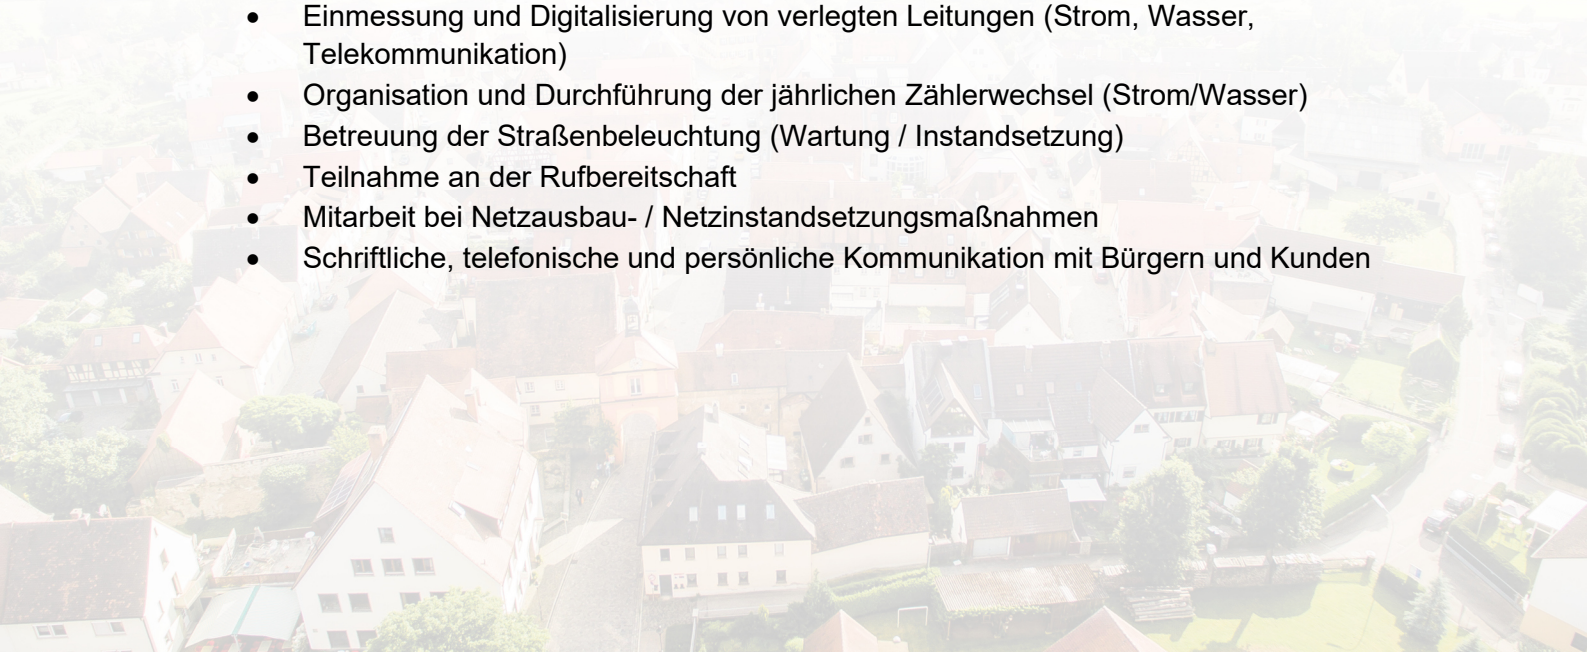 • Einmessung und Digitalisierung von verlegten Leitungen (Strom, Wasser,
Telekommunikation)
• Organisation und Durchführung der jährlichen Zählerwechsel (Strom/Wasser)
• Betreuung der Straßenbeleuchtung (Wartung / Instandsetzung)
• Teilnahme an der Rufbereitschaft
• Mitarbeit bei Netzausbau- / Netzinstandsetzungsmaßnahmen
• Schriftliche, telefonische und persönliche Kommunikation mit Bürgern und Kunden